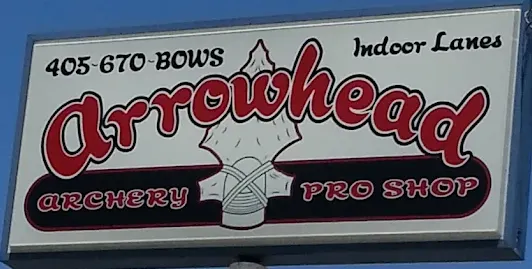 405-670-BOWS
Indoor Lanes
Arrowhead
ARCHERY PRO SHOP